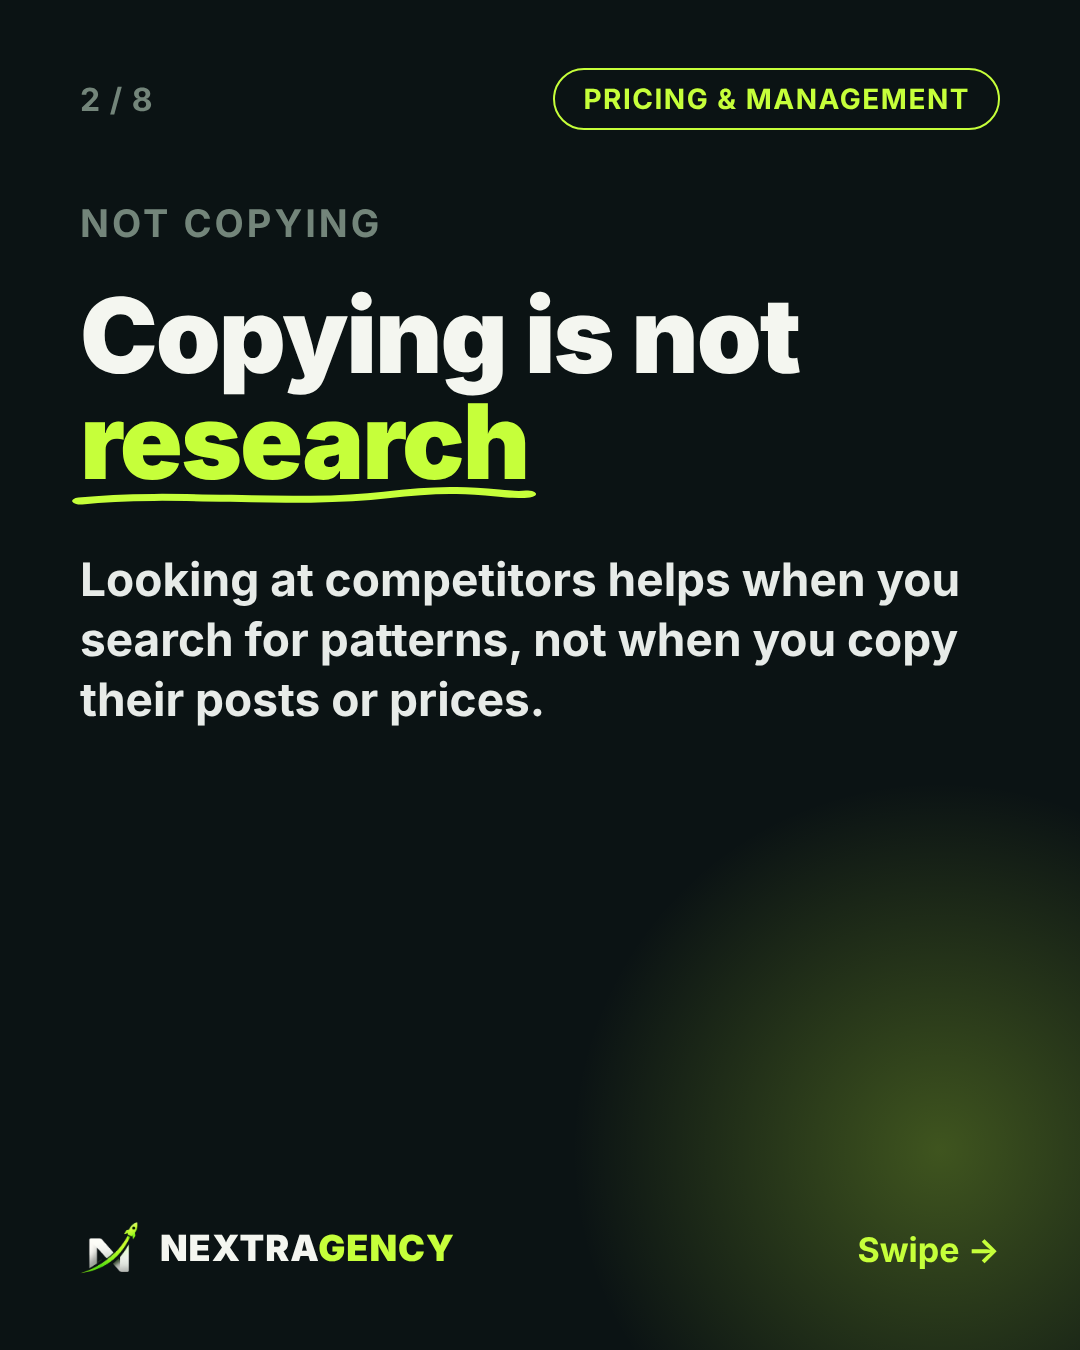 2 / 8
PRICING & MANAGEMENT
NOT COPYING
Copying is not
research
Looking at competitors helps when you
search for patterns, not when you copy
their posts or prices.
NEXTRAGENCY
Swipe →